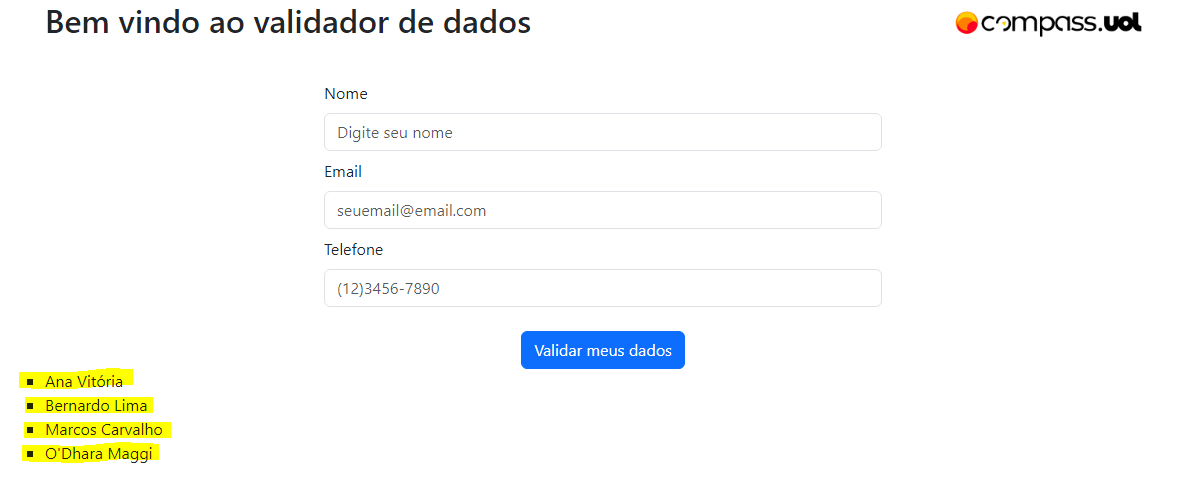 Bem vindo ao validador de dados
compass.uol
Nome
Digite seu nome
Email
seuemail@email.com
Telefone
(12)3456-7890
Validar meus dados
Ana Vitória
Bernardo Lima
Marcos Carvalho
O'Dhara Maggi